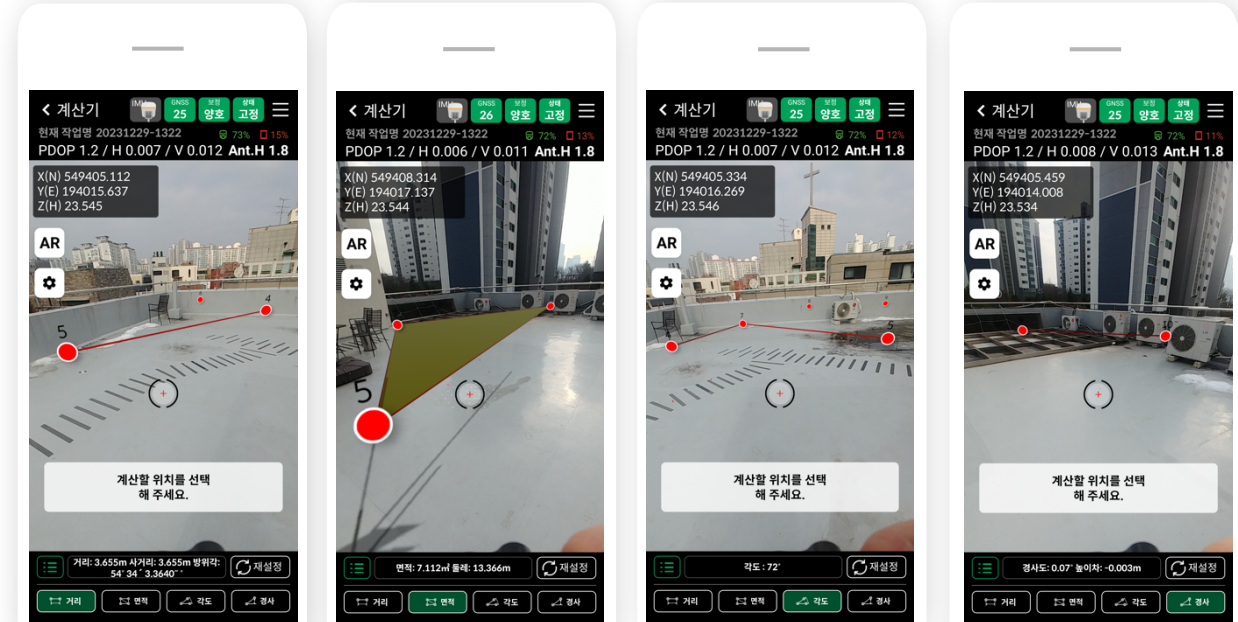 계산기
IMU
GNSS
25
보정
양호
상태
고정
현재 작업명 20231229-1322
73%
15%
PDOP 1.2 / H 0.007 / V 0.012 Ant.H 1.8
X(N) 549405.112
Y(E) 194015.637
Z(H) 23.545
AR
4
5
계산할 위치를 선택
해 주세요.
거리: 3.655m 사거리: 3.655m 방위각:
54° 34´ 3.3640˝
재설정
거리
면적
각도
경사
계산기
GNSS
26
보정
양호
상태
고정
현재 작업명 20231229-1322
72%
13%
PDOP 1.2 / H 0.006 / V 0.011 Ant.H 1.8
X(N) 549408.314
Y(E) 194017.137
Z(H) 23.544
AR
5
면적: 7.112㎡ 둘레: 13.366m
재설정
거리
면적
각도
경사
계산기
IMU
GNSS
25
보정
양호
상태
고정
현재 작업명 20231229-1322
72%
12%
PDOP 1.2 / H 0.007 / V 0.012 Ant.H 1.8
X(N) 549405.334
Y(E) 194016.269
Z(H) 23.546
AR
7
5
계산할 위치를 선택
해 주세요.
각도 : 72°
재설정
거리
면적
각도
경사
계산기
IMU
GNSS
25
보정
양호
상태
고정
현재 작업명 20231229-1322
72%
11%
PDOP 1.2 / H 0.008 / V 0.013 Ant.H 1.8
X(N) 549405.459
Y(E) 194014.008
Z(H) 23.534
AR
10
계산할 위치를 선택
해 주세요.
경사도: 0.07° 높이차: -0.003m
재설정
거리
면적
각도
경사